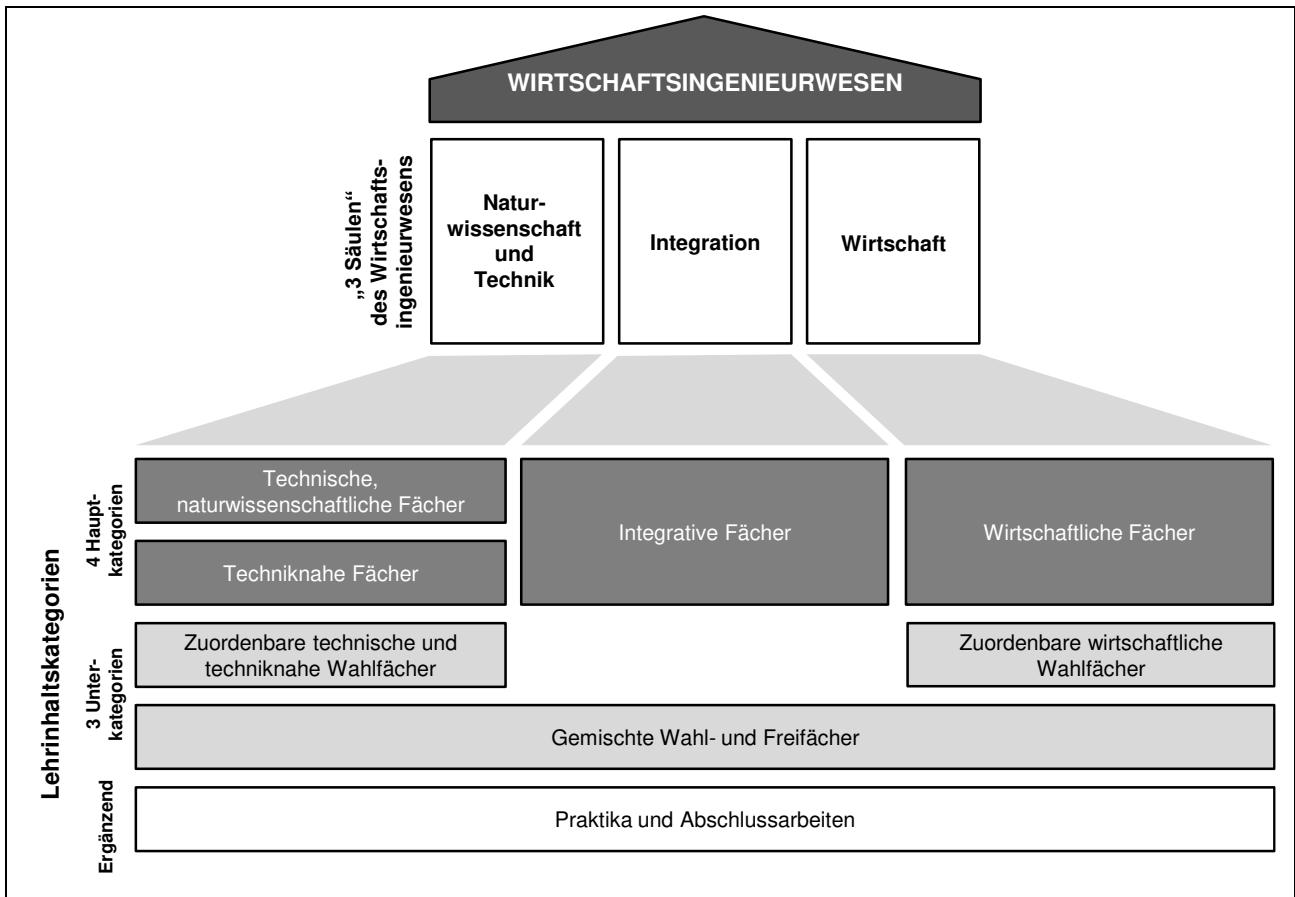 WIRTSCHAFTSINGENIEURWESEN
„3 Säulen“
des Wirtschafts-
ingenieurwesens
Natur-
wissenschaft
und
Technik
Integration
Wirtschaft
Lehrinhaltskategorien
4 Haupt-
kategorien
Technische,
naturwissenschaftliche Fächer
Techniknahe Fächer
Integrative Fächer
Wirtschaftliche Fächer
3 Unter-
kategorien
Zuordenbare technische und
techniknahe Wahlfächer
Zuordenbare wirtschaftliche
Wahlfächer
Gemischte Wahl- und Freifächer
Ergänzend
Praktika und Abschlussarbeiten